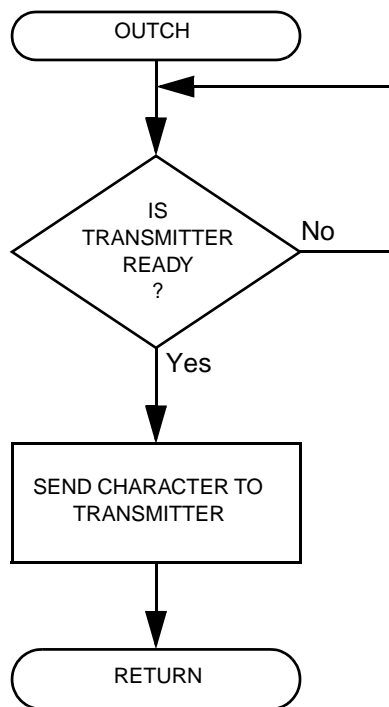 OUTCH
IS
TRANSMITTER
READY
?
No
Yes
SEND CHARACTER TO
TRANSMITTER
RETURN